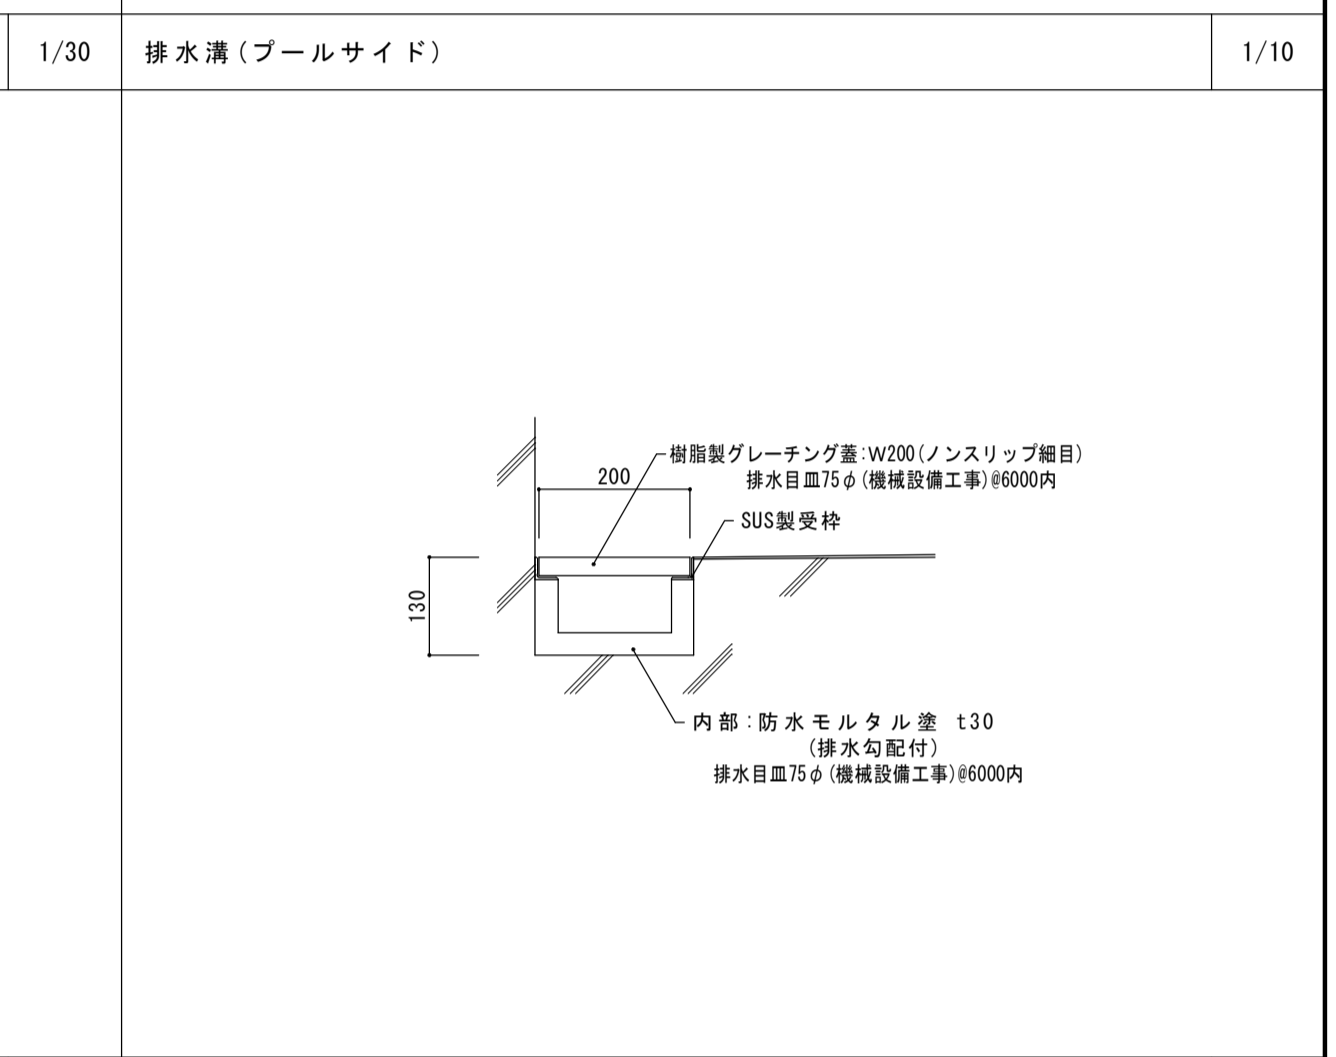 1/30
排水溝(プールサイド)
1/10
樹脂製グレーチング蓋:W200(ノンスリップ細目)
排水目皿75φ(機械設備工事)@6000内
200
SUS製受枠
130
内部:防水モルタル塗 t30
(排水勾配付)
排水目皿75φ(機械設備工事)@6000内